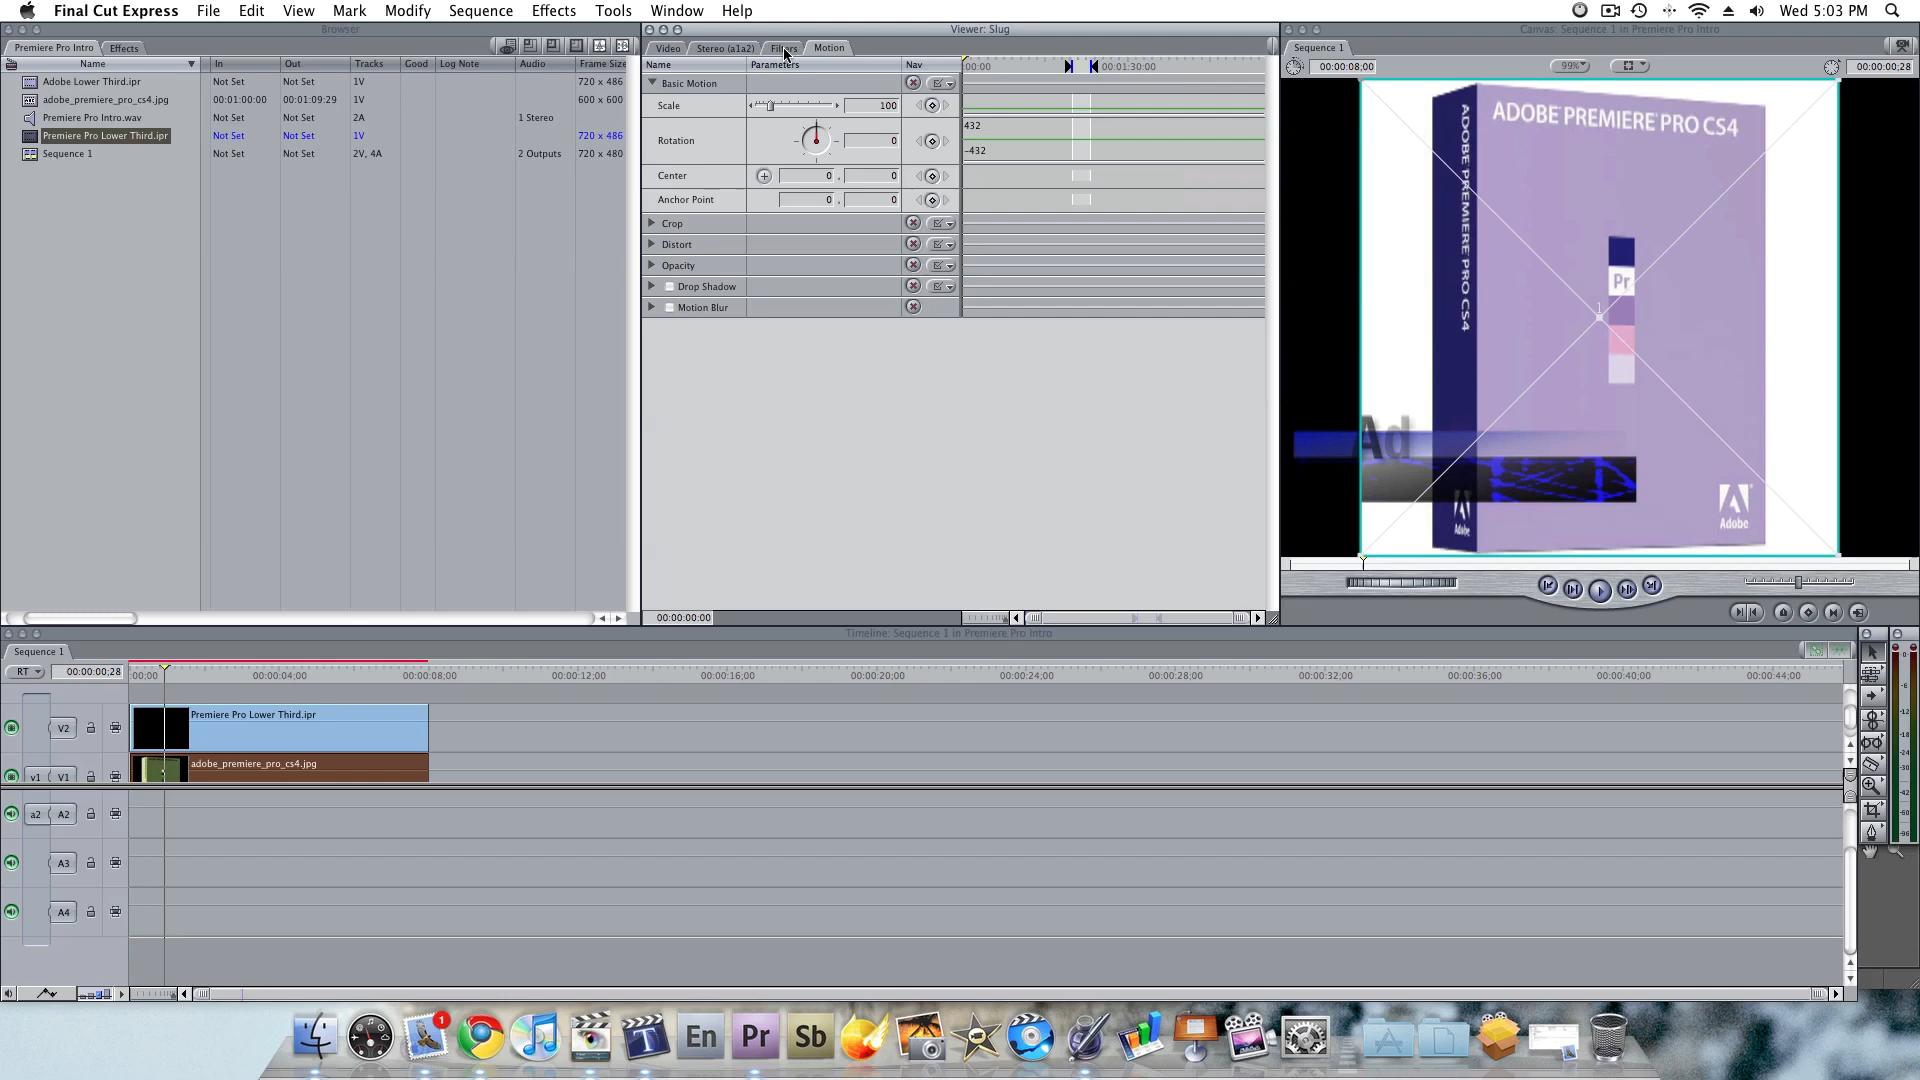 Final Cut Express File Edit View Mark Modify Sequence Effects Tools Window Help Wed 5:03 PM
Browser
Premiere Pro Intro Effects
Name In Out Tracks Good Log Note Audio Frame Size
Adobe Lower Third.ipr Not Set Not Set 1V 720 x 486
adobe_premiere_pro_cs4.jpg 00:01:00:00 00:01:09:29 1V 600 x 600
Premiere Pro Intro.wav Not Set Not Set 2A 1 Stereo
Premiere Pro Lower Third.ipr Not Set Not Set 1V 720 x 486
Sequence 1 Not Set Not Set 2V, 4A 2 Outputs 720 x 480
Viewer: Slug
Video Stereo (a1a2) Filters Motion
Name Parameters Nav 00:00 00:01:30:00
Basic Motion
Scale 100
Rotation 0 432
-432
Center 0 , 0
Anchor Point 0 , 0
Crop
Distort
Opacity
Drop Shadow
Motion Blur
00:00:00:00
Canvas: Sequence 1 in Premiere Pro Intro
Sequence 1
00:00:08;00 99% 00:00:00;28
ADOBE PREMIERE PRO CS4
ADOBE PREMIERE PRO CS4
Pr
1
Ad
Adobe
Adobe
Timeline: Sequence 1 in Premiere Pro Intro
Sequence 1
RT 00:00:00;28 :00;00 00:00:04;00 00:00:08;00 00:00:12;00 00:00:16;00 00:00:20;00 00:00:24;00 00:00:28;00 00:00:32;00 00:00:36;00 00:00:40;00 00:00:44;00
V2 Premiere Pro Lower Third.ipr
v1 V1 adobe_premiere_pro_cs4.jpg
a2 A2
A3
A4
1 T En Pr Sb